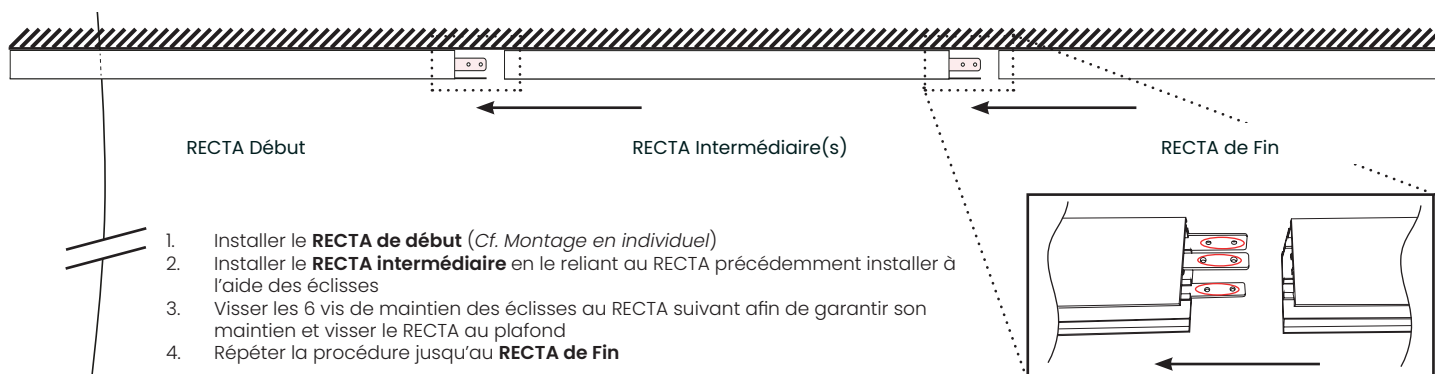 RECTA Début
RECTA Intermédiaire(s)
RECTA de Fin
1. Installer le RECTA de début (Cf. Montage en individuel)
2. Installer le RECTA intermédiaire en le reliant au RECTA précédemment installer à
l'aide des éclisses
3. Visser les 6 vis de maintien des éclisses au RECTA suivant afin de garantir son
maintien et visser le RECTA au plafond
4. Répéter la procédure jusqu'au RECTA de Fin